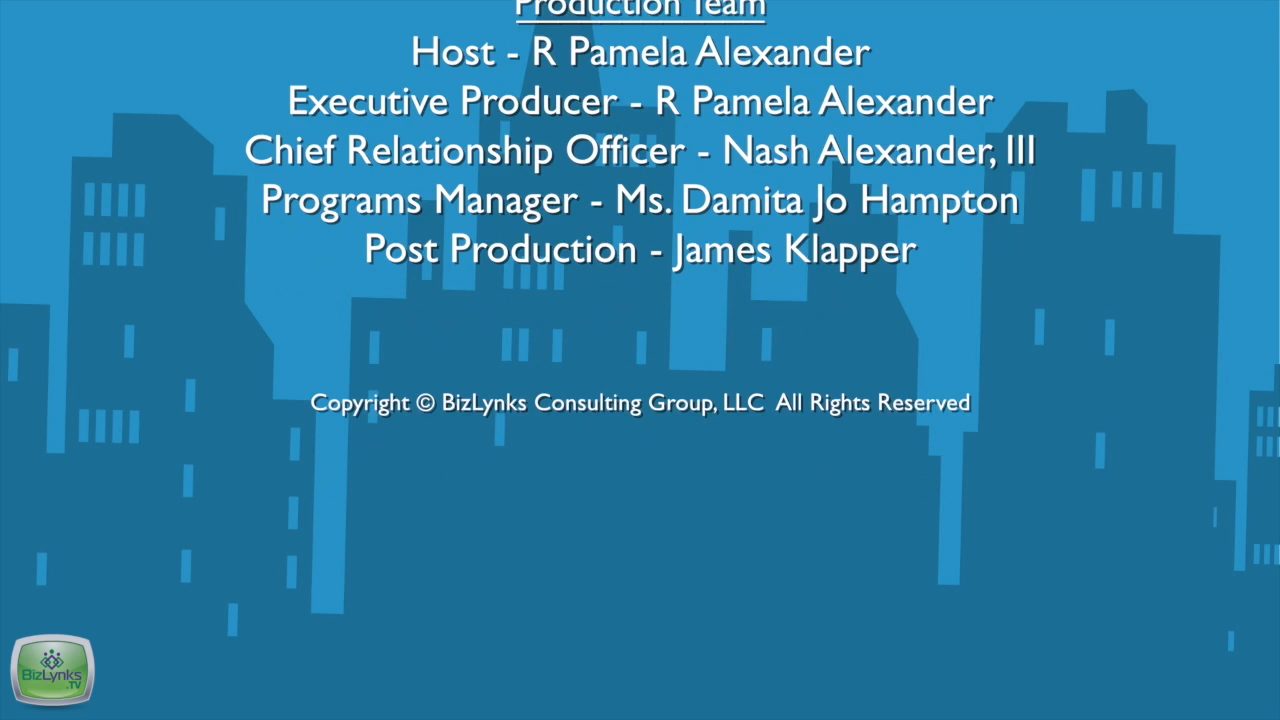 Production Team
Host - R Pamela Alexander
Executive Producer - R Pamela Alexander
Chief Relationship Officer - Nash Alexander, III
Programs Manager - Ms. Damita Jo Hampton
Post Production - James Klapper
Copyright © BizLynks Consulting Group, LLC  All Rights Reserved
BizLynks
.TV